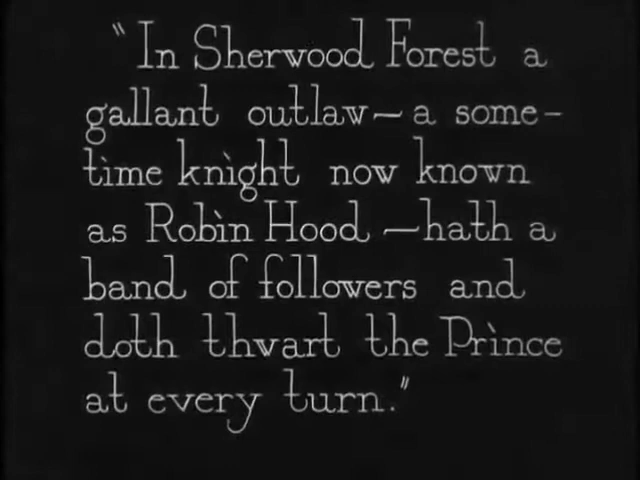 "In Sherwood Forest a
gallant outlaw—a some-
time knight now known
as Robin Hood—hath a
band of followers and
doth thvart the Prince
at every turn."